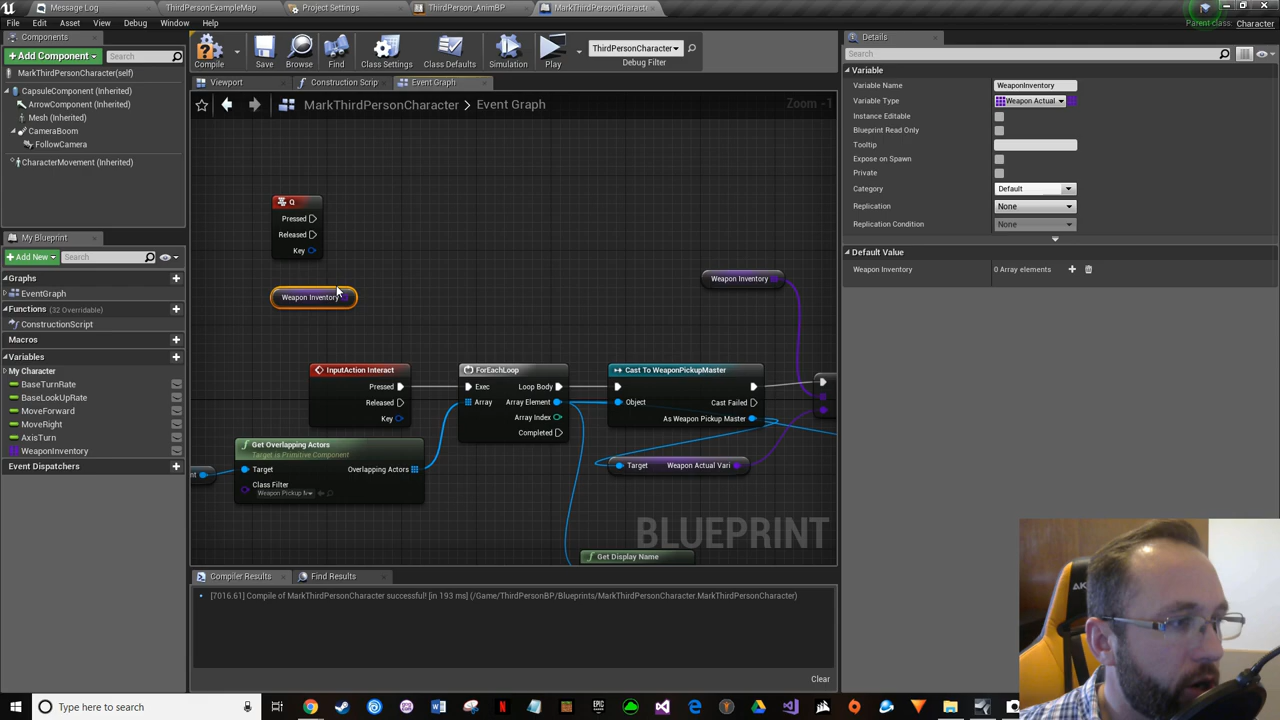 Message Log
ThirdPersonExampleMap
Project Settings
ThirdPerson_AnimBP
MarkThirdPersonCharact
File
Edit
Asset
View
Debug
Window
Help
Parent class:
Character
Components
Add Component
Search
MarkThirdPersonCharacter(self)
CapsuleComponent (Inherited)
ArrowComponent (Inherited)
Mesh (Inherited)
CameraBoom
FollowCamera
CharacterMovement (Inherited)
My Blueprint
Add New
Search
Graphs
EventGraph
Functions (32 Overridable)
ConstructionScript
Macros
Variables
My Character
BaseTurnRate
BaseLookUpRate
MoveForward
MoveRight
AxisTurn
WeaponInventory
Event Dispatchers
Compile
Save
Browse
Find
Class Settings
Class Defaults
Simulation
Play
ThirdPersonCharacter
Debug Filter
Viewport
Construction Scrip
Event Graph
MarkThirdPersonCharacter
Event Graph
Zoom -1
Q
Pressed
Released
Key
Weapon Inventory
Weapon Inventory
InputAction Interact
Pressed
Released
Key
ForEachLoop
Exec
Loop Body
Array
Array Element
Array Index
Completed
Cast To WeaponPickupMaster
Object
Cast Failed
As Weapon Pickup Master
Get Overlapping Actors
Target is Primitive Component
Target
Overlapping Actors
Class Filter
Weapon Pickup M
Target
Weapon Actual Vari
Get Display Name
BLUEPRINT
Compiler Results
Find Results
[7016.61] Compile of MarkThirdPersonCharacter successful! [in 193 ms] (/Game/ThirdPersonBP/Blueprints/MarkThirdPersonCharacter.MarkThirdPersonCharacter)
Clear
Details
Search
Variable
Variable Name
WeaponInventory
Variable Type
Weapon Actual
Instance Editable
Blueprint Read Only
Tooltip
Expose on Spawn
Private
Category
Default
Replication
None
Replication Condition
None
Default Value
Weapon Inventory
0 Array elements
Type here to search